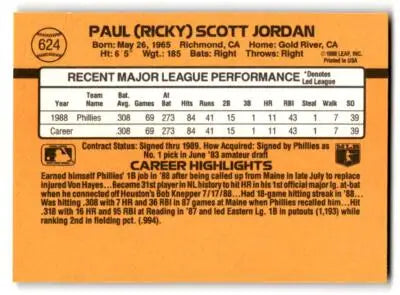 624
PAUL (RICKY) SCOTT JORDAN
Born: May 26, 1965 Richmond, CA Home: Gold River, CA
Ht: 6'5" Wgt: 185 Bats: Right Throws: Right
©1988 LEAF, INC.
Printed in USA
RECENT MAJOR LEAGUE PERFORMANCE
*Denotes
Led League
Year Team Name Bat. Avg. Games At Bat Hits Runs 2B 3B HR RBI Steal Walk SO
1988 Phillies .308 69 273 84 41 15 1 11 43 1 7 39
Career .308 69 273 84 41 15 1 11 43 1 7 39
Contract Status: Signed thru 1989. How Acquired: Signed by Phillies as
No. 1 pick in June '83 amateur draft
CAREER HIGHLIGHTS
Earned himself Phillies' 1B job in '88 after being called up from Maine in late July to replace
injured Von Hayes...Became 31st player in NL history to hit HR in his 1st official major lg. at-bat
when he connected off Houston's Bob Knepper 7/17/88...Had 18-game hitting streak in '88...
Was hitting .308 with 7 HR and 36 RBI in 87 games at Maine when Phillies recalled him...Hit
.318 with 16 HR and 95 RBI at Reading in '87 and led Eastern Lg. 1B in putouts (1,193) while
ranking 2nd in fielding pct. (.994).